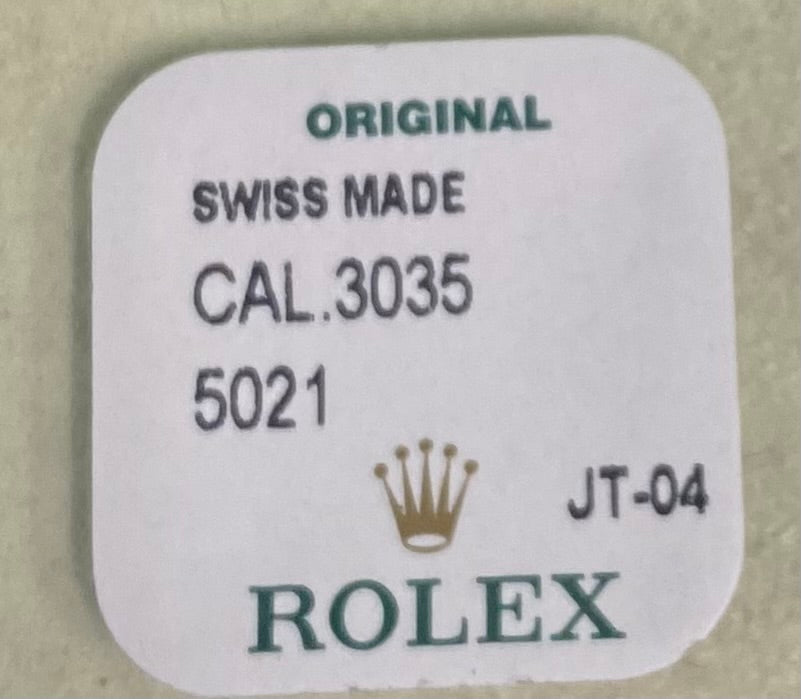 ORIGINAL
SWISS MADE
CAL.3035
5021
JT-04
ROLEX